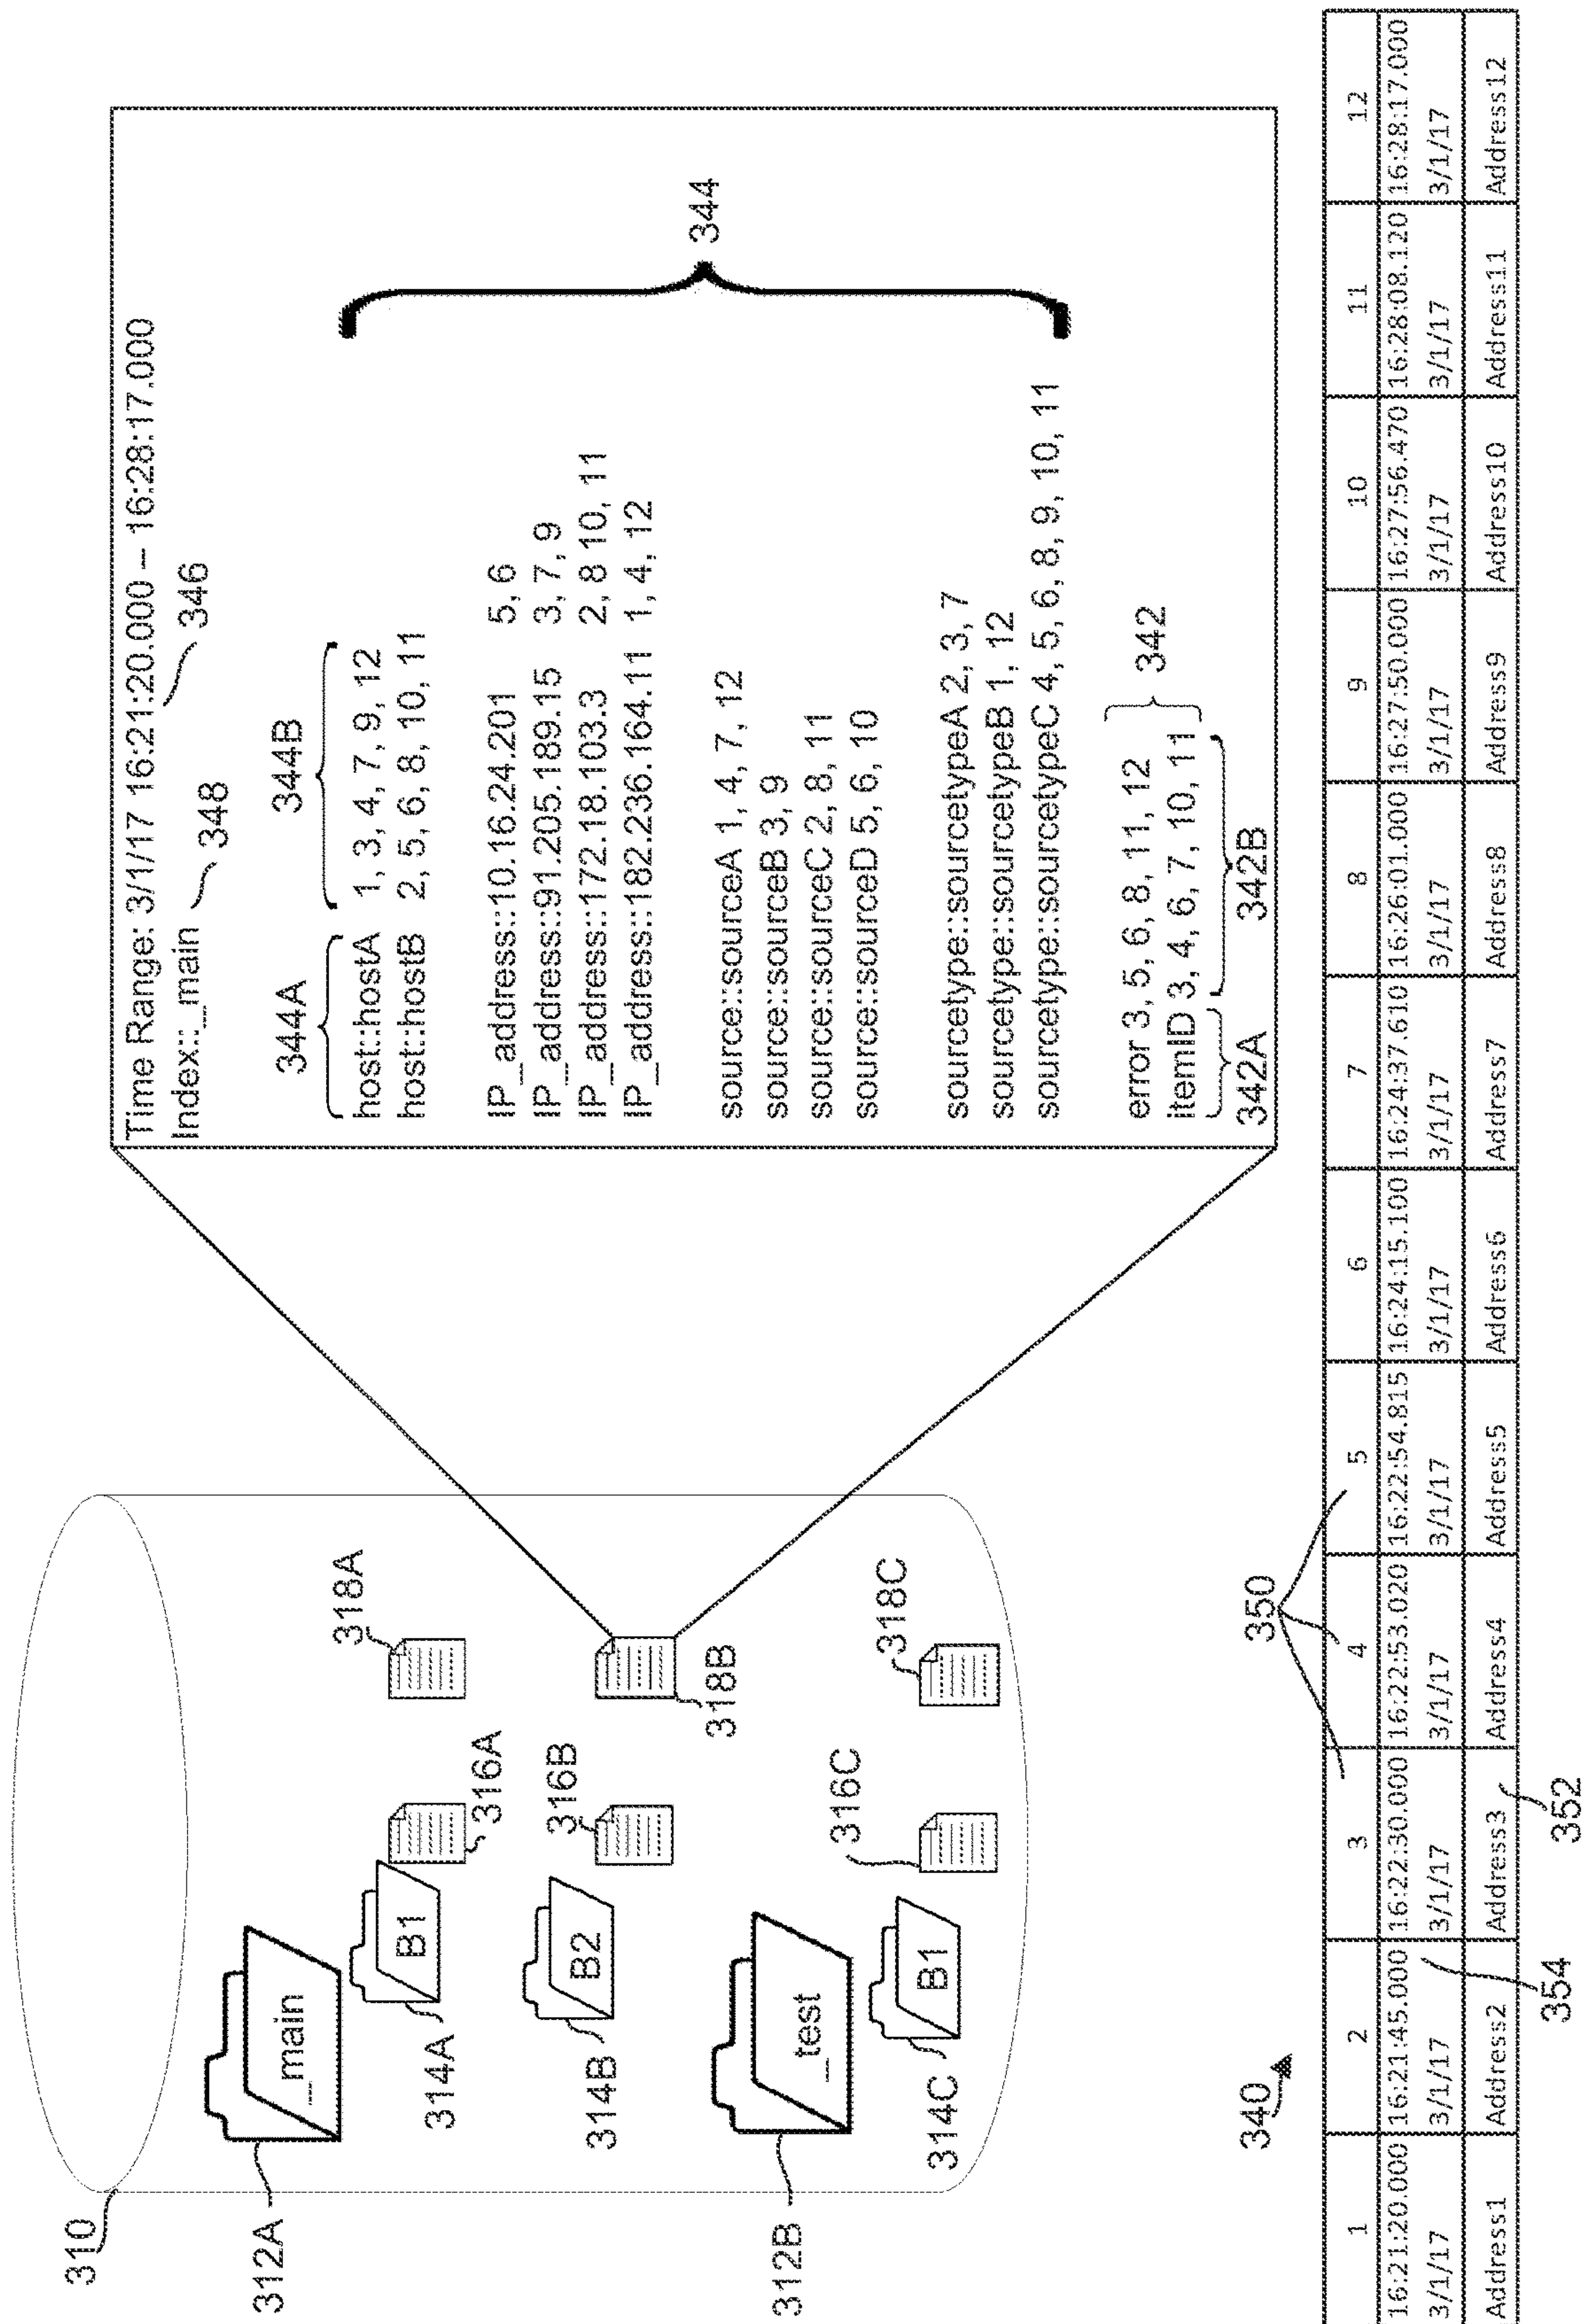 310
312A
_main
314A
B1
316A
318A
314B
B2
316B
318B
312B
_test
314C
B1
316C
318C
Time Range: 3/1/17 16:21:20.000 – 16:28:17.000
346
Index::_main
348
344A
344B
host::hostA 1, 3, 4, 7, 9, 12
host::hostB 2, 5, 6, 8, 10, 11
IP_address::10.16.24.201 5, 6
IP_address::91.205.189.15 3, 7, 9
IP_address::172.18.103.3 2, 8 10, 11
IP_address::182.236.164.11 1, 4, 12
source::sourceA 1, 4, 7, 12
source::sourceB 3, 9
source::sourceC 2, 8, 11
source::sourceD 5, 6, 10
sourcetype::sourcetypeA 2, 3, 7
sourcetype::sourcetypeB 1, 12
sourcetype::sourcetypeC 4, 5, 6, 8, 9, 10, 11
344
error 3, 5, 6, 8, 11, 12
itemID 3, 4, 6, 7, 10, 11
342
342A
342B
340
350
1 2 3 4 5 6 7 8 9 10 11 12
16:21:20.000 16:21:45.000 16:22:30.000 16:22:53.020 16:22:54.815 16:24:15.100 16:24:37.610 16:26:01.000 16:27:50.000 16:27:56.470 16:28:08.120 16:28:17.000
3/1/17 3/1/17 3/1/17 3/1/17 3/1/17 3/1/17 3/1/17 3/1/17 3/1/17 3/1/17 3/1/17 3/1/17
Address1 Address2 Address3 Address4 Address5 Address6 Address7 Address8 Address9 Address10 Address11 Address12
354
352